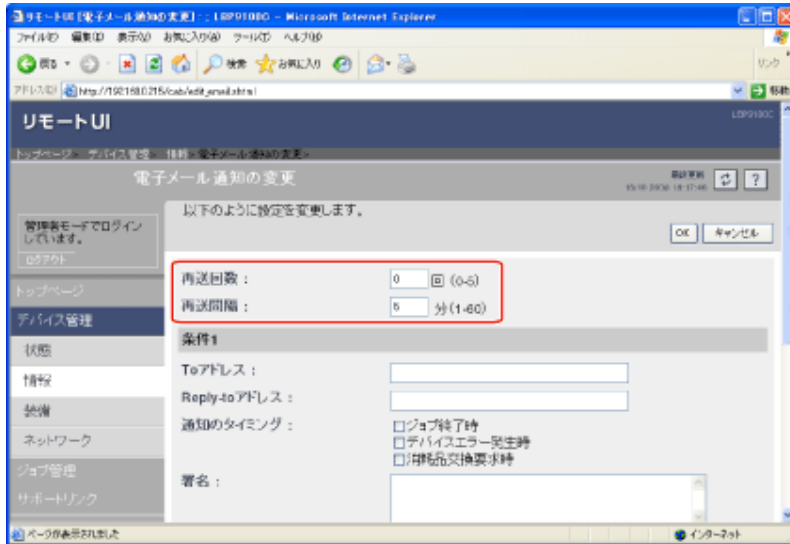 リモートUI [電子メール通知の変更] : : LBP9100C - Microsoft Internet Explorer
ファイル(F) 編集(E) 表示(V) お気に入り(A) ツール(T) ヘルプ(H)
戻る 検索 お気に入り リンク
アドレス(D) 移動
リモートUI LBP9100C
トップページ> デバイス管理> 情報> 電子メール通知の変更>
電子メール通知の変更 最終更新
? 
以下のように設定を変更します。
管理者モードでログイン
しています。
OK キャンセル
ログアウト
トップページ
デバイス管理
状態
情報
装備
ネットワーク
ジョブ管理
サポートリンク
再送回数 : 0 回 (0-5)
再送間隔 : 5 分(1-60)
条件1
Toアドレス :
Reply-toアドレス :
通知のタイミング : ジョブ終了時
デバイスエラー発生時
消耗品交換要求時
署名 :
ページが表示されました インターネット